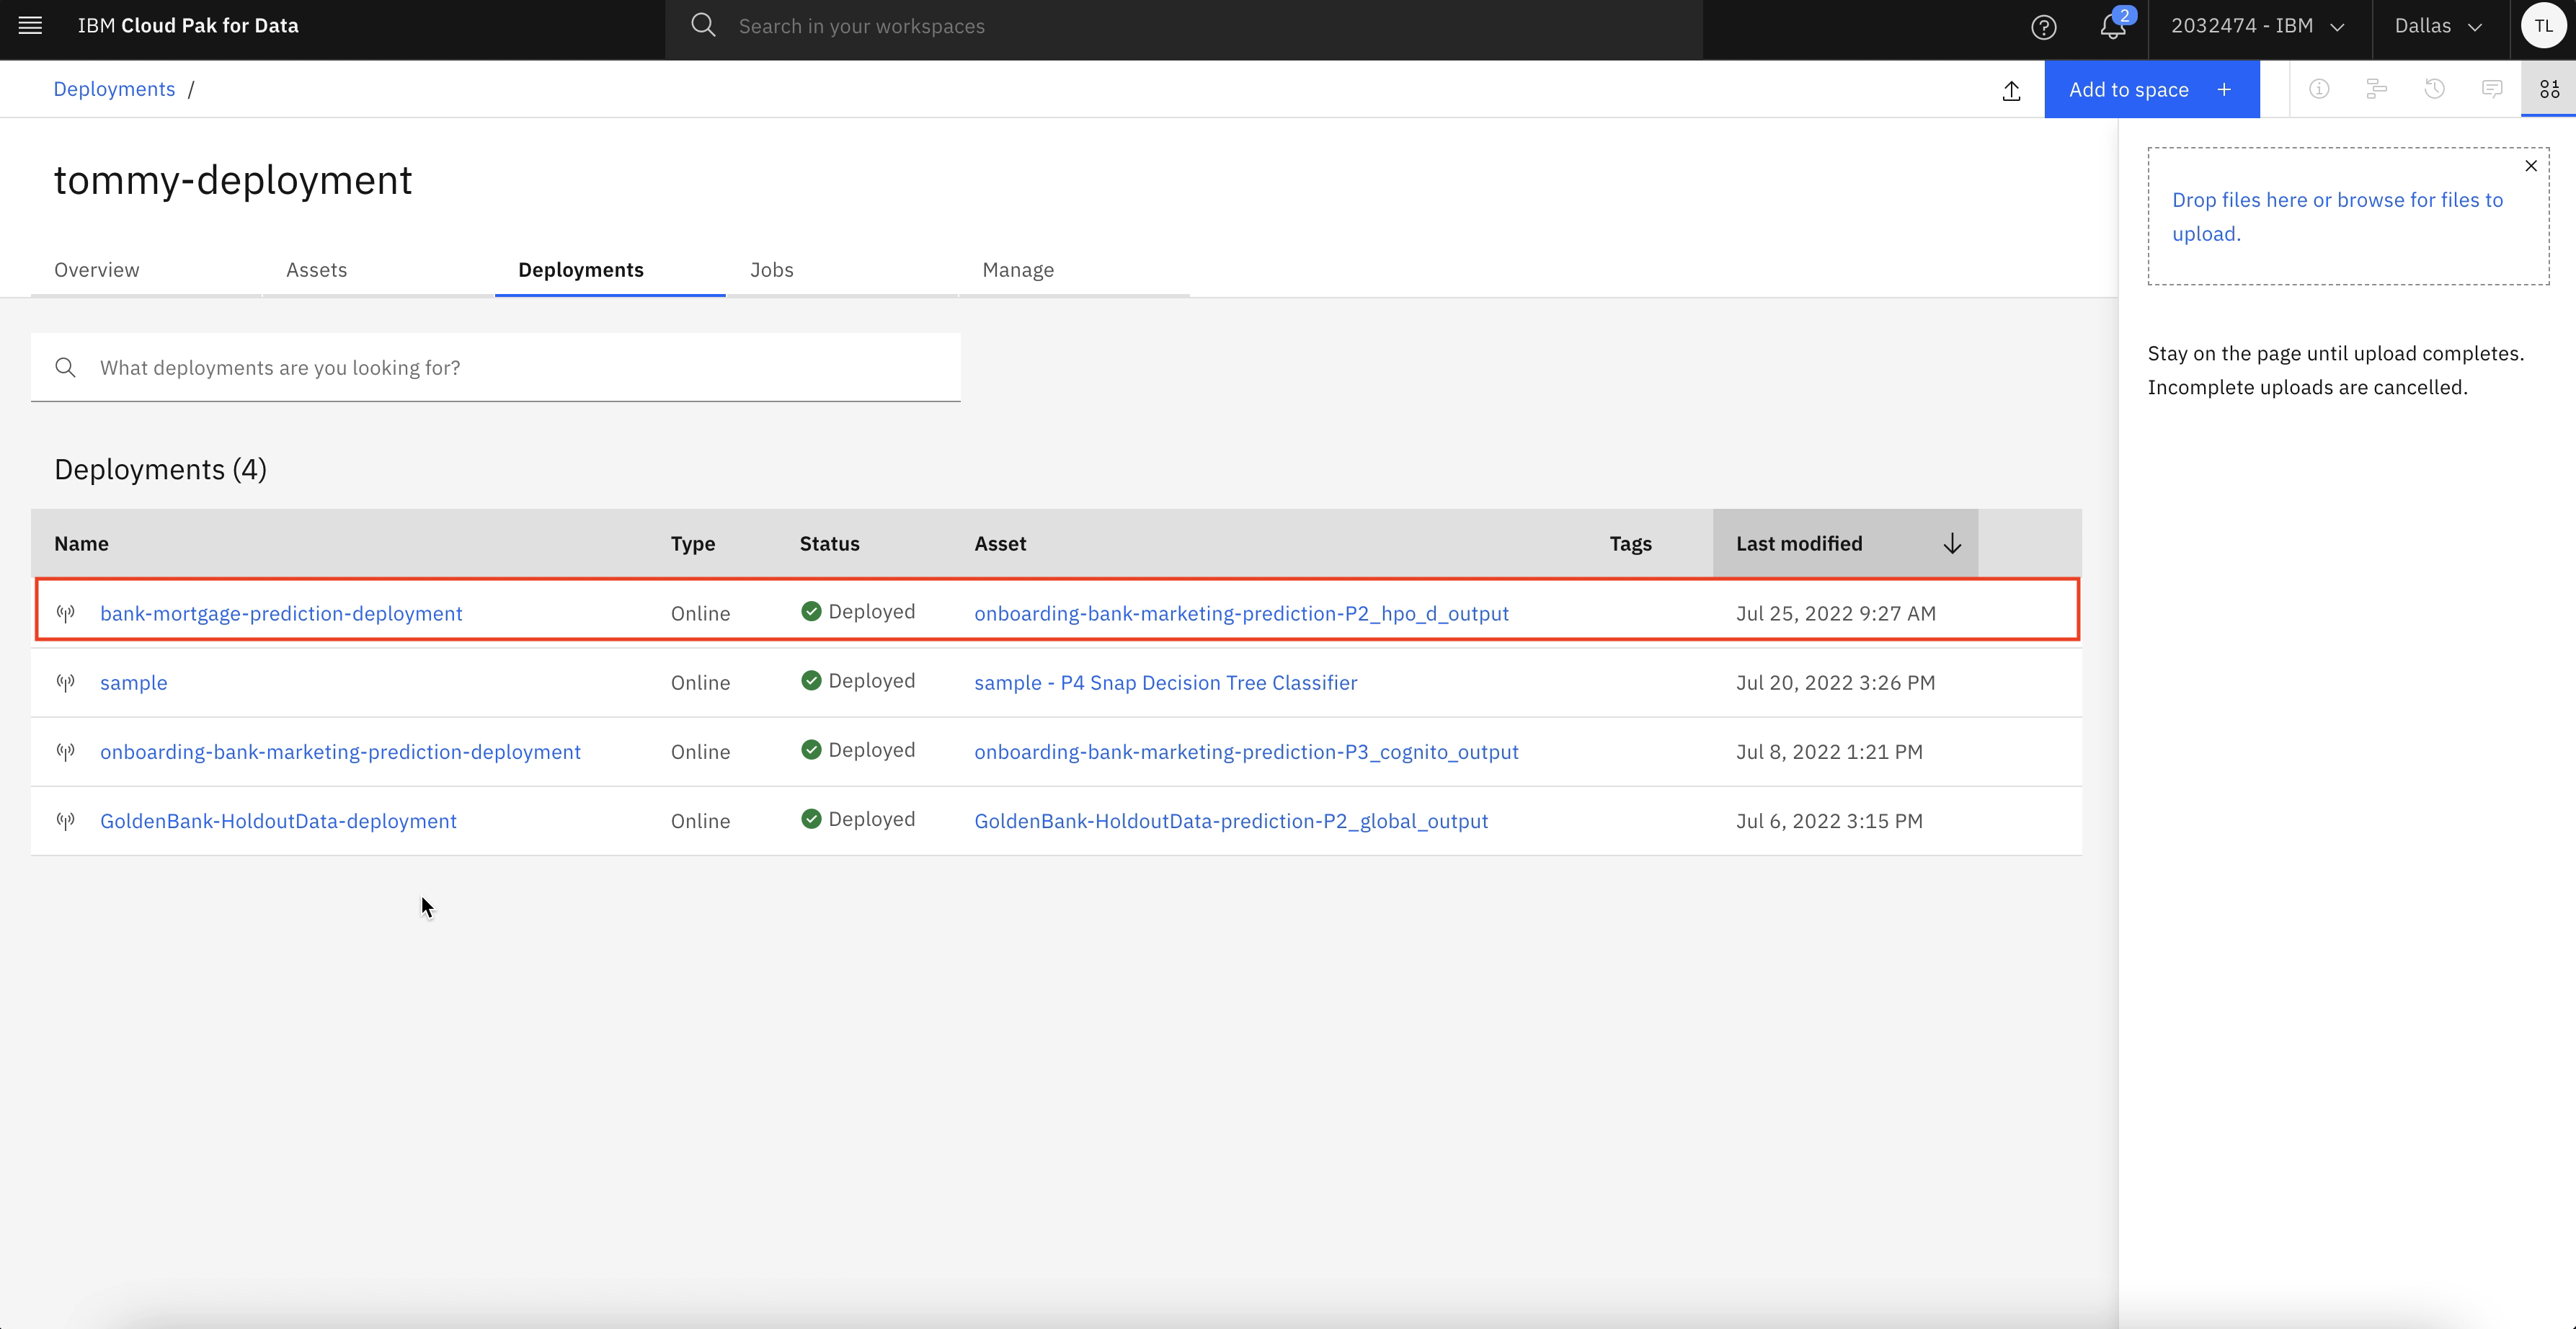 IBM Cloud Pak for Data
Search in your workspaces
2
2032474 - IBM
Dallas
TL
Deployments /
Add to space +
tommy-deployment
Overview Assets Deployments Jobs Manage
What deployments are you looking for?
Deployments (4)
Name Type Status Asset Tags Last modified
bank-mortgage-prediction-deployment Online Deployed onboarding-bank-marketing-prediction-P2_hpo_d_output Jul 25, 2022 9:27 AM
sample Online Deployed sample - P4 Snap Decision Tree Classifier Jul 20, 2022 3:26 PM
onboarding-bank-marketing-prediction-deployment Online Deployed onboarding-bank-marketing-prediction-P3_cognito_output Jul 8, 2022 1:21 PM
GoldenBank-HoldoutData-deployment Online Deployed GoldenBank-HoldoutData-prediction-P2_global_output Jul 6, 2022 3:15 PM
Drop files here or browse for files to
upload.
Stay on the page until upload completes.
Incomplete uploads are cancelled.